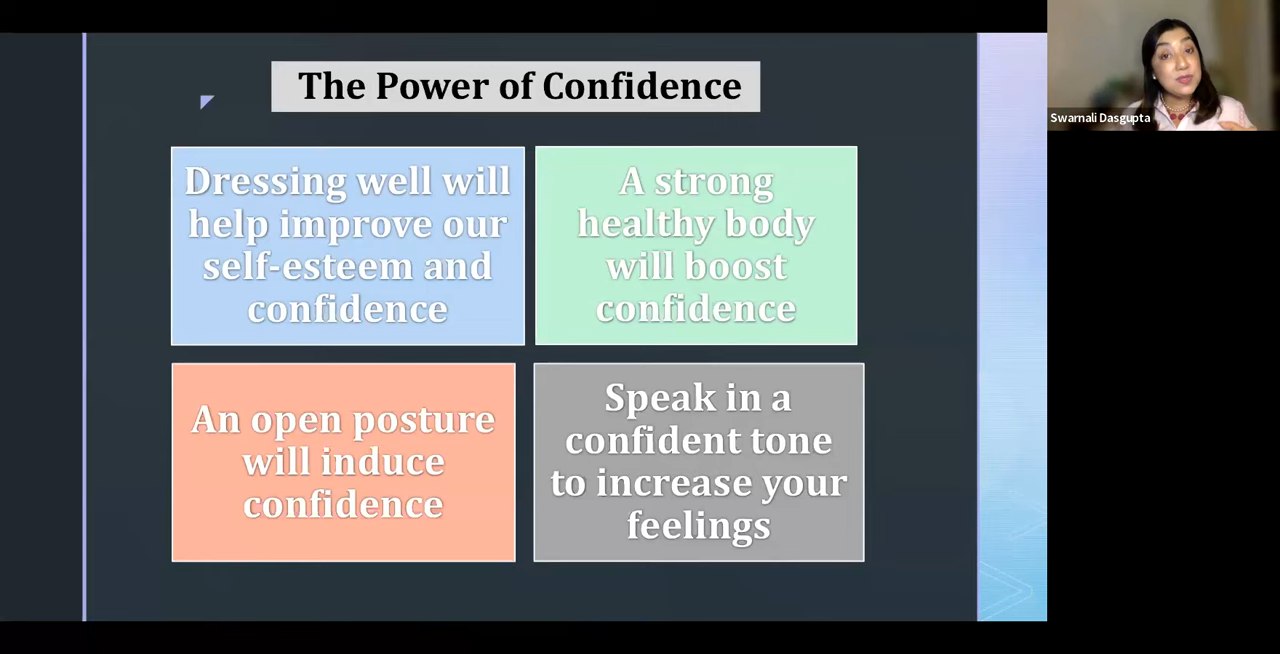 The Power of Confidence
Swarnali Dasgupta
Dressing well will
help improve our
self-esteem and
confidence
A strong
healthy body
will boost
confidence
An open posture
will induce
confidence
Speak in a
confident tone
to increase your
feelings